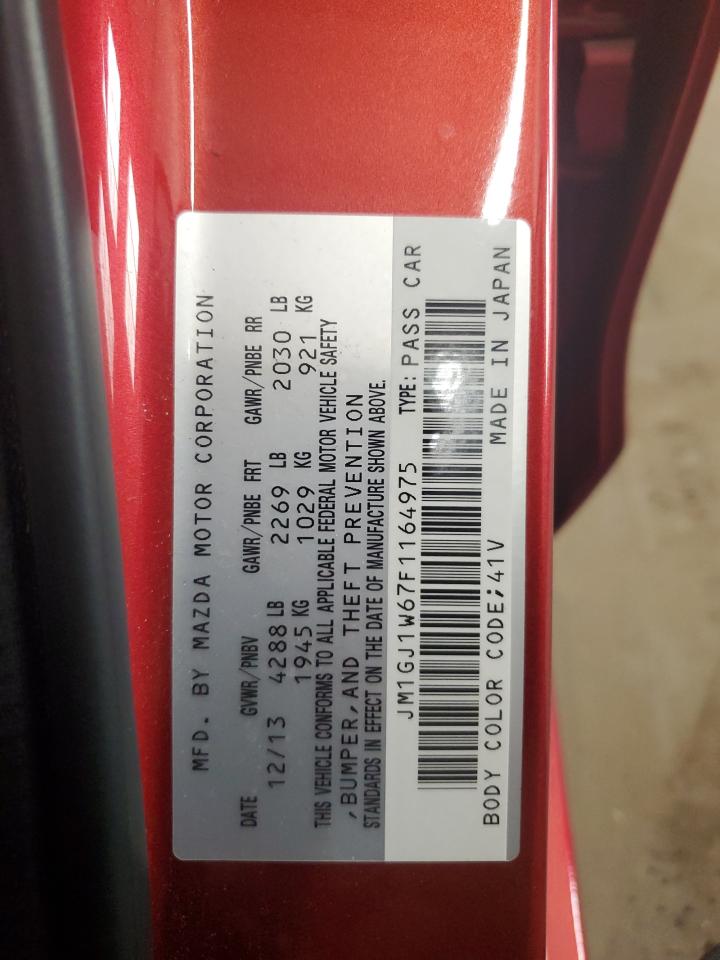 MFD. BY MAZDA MOTOR CORPORATION
DATE GVWR/PNBV GAWR/PNBE FRT GAWR/PNBE RR
12/13 4288 LB 2269 LB 2030 LB
1945 KG 1029 KG 921 KG
THIS VEHICLE CONFORMS TO ALL APPLICABLE FEDERAL MOTOR VEHICLE SAFETY
,BUMPER,AND THEFT PREVENTION
STANDARDS IN EFFECT ON THE DATE OF MANUFACTURE SHOWN ABOVE.
JM1GJ1W67F1164975 TYPE: PASS CAR
BODY COLOR CODE;41V MADE IN JAPAN